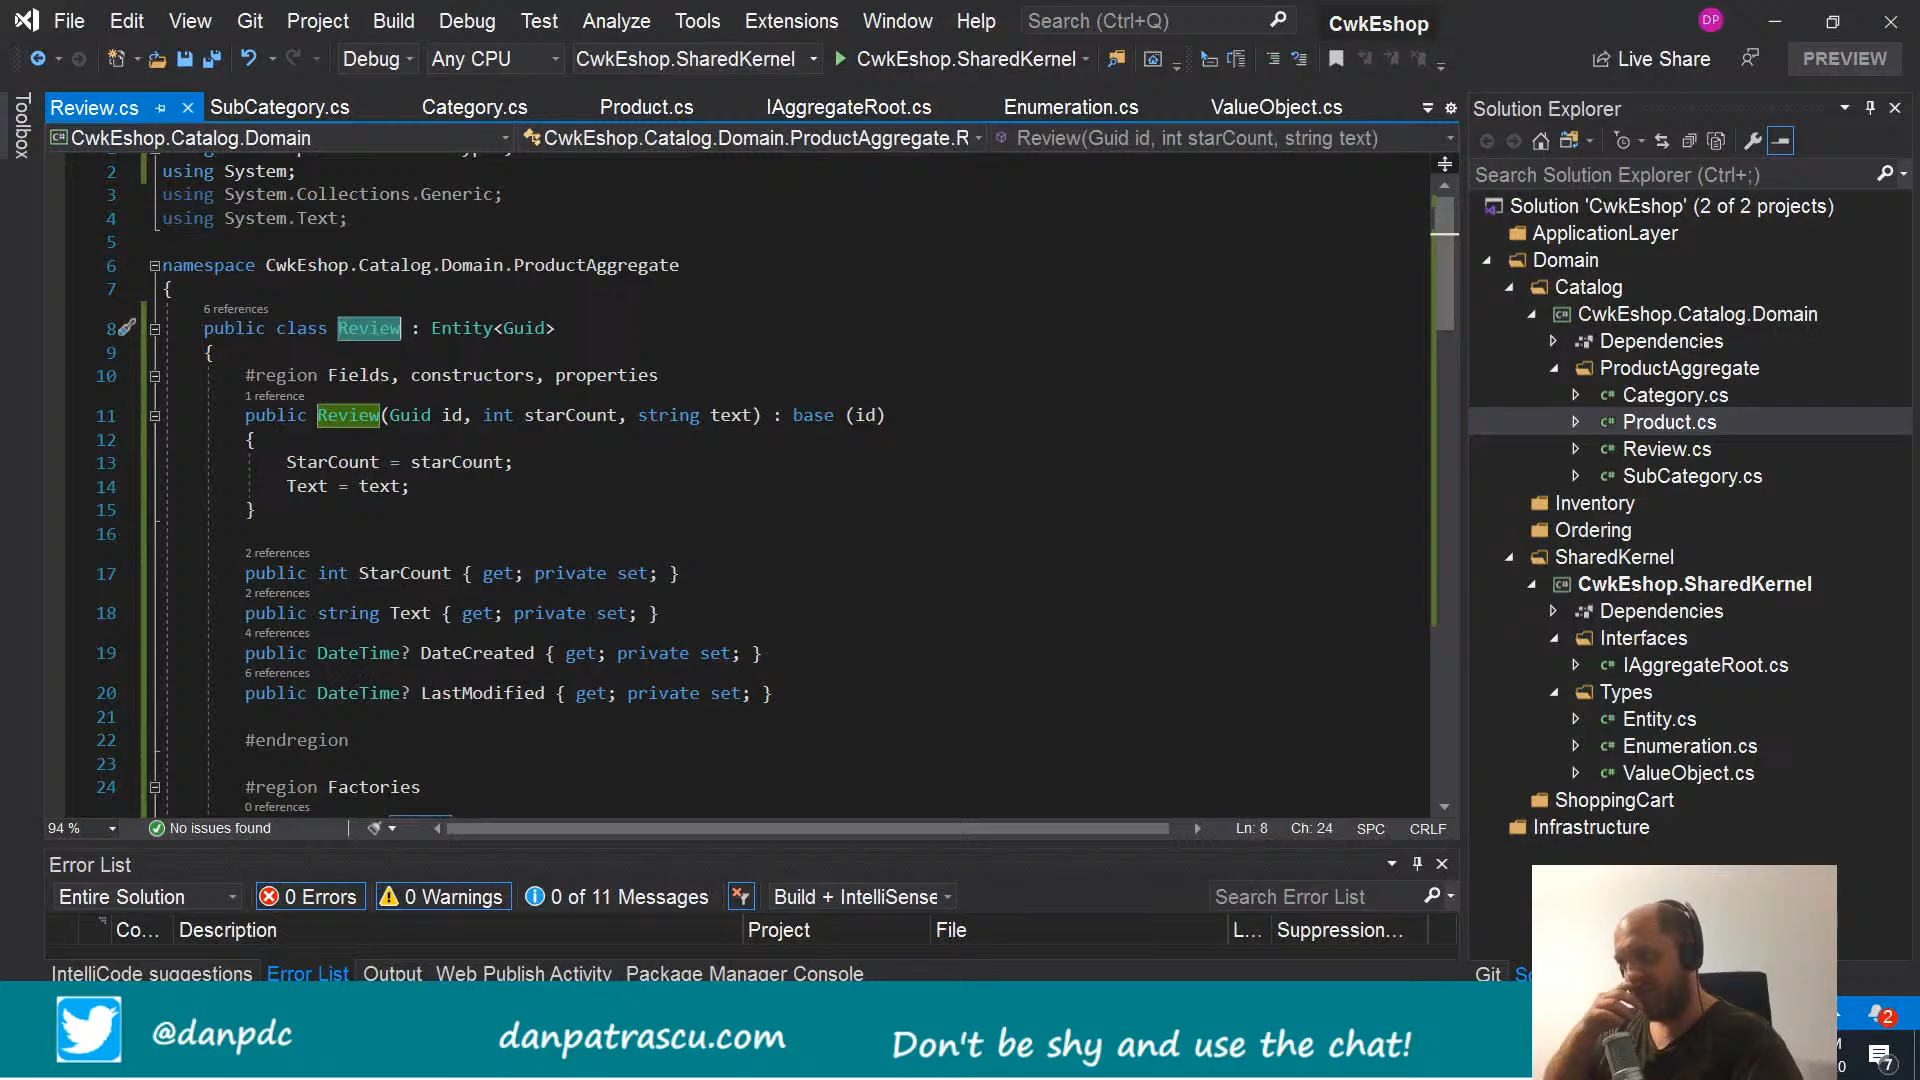 File Edit View Git Project Build Debug Test Analyze Tools Extensions Window Help Search (Ctrl+Q) CwkEshop DP
Debug Any CPU CwkEshop.SharedKernel CwkEshop.SharedKernel Live Share PREVIEW
Toolbox
Review.cs SubCategory.cs Category.cs Product.cs IAggregateRoot.cs Enumeration.cs ValueObject.cs
CwkEshop.Catalog.Domain CwkEshop.Catalog.Domain.ProductAggregate.R Review(Guid id, int starCount, string text)
2 using System;
3 using System.Collections.Generic;
4 using System.Text;
5
6 namespace CwkEshop.Catalog.Domain.ProductAggregate
7 {
6 references
8 public class Review : Entity<Guid>
9 {
10 #region Fields, constructors, properties
1 reference
11 public Review(Guid id, int starCount, string text) : base (id)
12 {
13 StarCount = starCount;
14 Text = text;
15 }
16
2 references
17 public int StarCount { get; private set; }
2 references
18 public string Text { get; private set; }
4 references
19 public DateTime? DateCreated { get; private set; }
6 references
20 public DateTime? LastModified { get; private set; }
21
22 #endregion
23
24 #region Factories
0 references
94 % No issues found Ln: 8 Ch: 24 SPC CRLF
Error List
Entire Solution 0 Errors 0 Warnings 0 of 11 Messages Build + IntelliSense Search Error List
Co... Description Project File L... Suppression...
IntelliCode suggestions Error List Output Web Publish Activity Package Manager Console
Solution Explorer
Search Solution Explorer (Ctrl+;)
Solution 'CwkEshop' (2 of 2 projects)
ApplicationLayer
Domain
Catalog
CwkEshop.Catalog.Domain
Dependencies
ProductAggregate
C# Category.cs
C# Product.cs
C# Review.cs
C# SubCategory.cs
Inventory
Ordering
SharedKernel
CwkEshop.SharedKernel
Dependencies
Interfaces
C# IAggregateRoot.cs
Types
C# Entity.cs
C# Enumeration.cs
C# ValueObject.cs
ShoppingCart
Infrastructure
Git
@danpdc danpatrascu.com Don't be shy and use the chat!
2
7